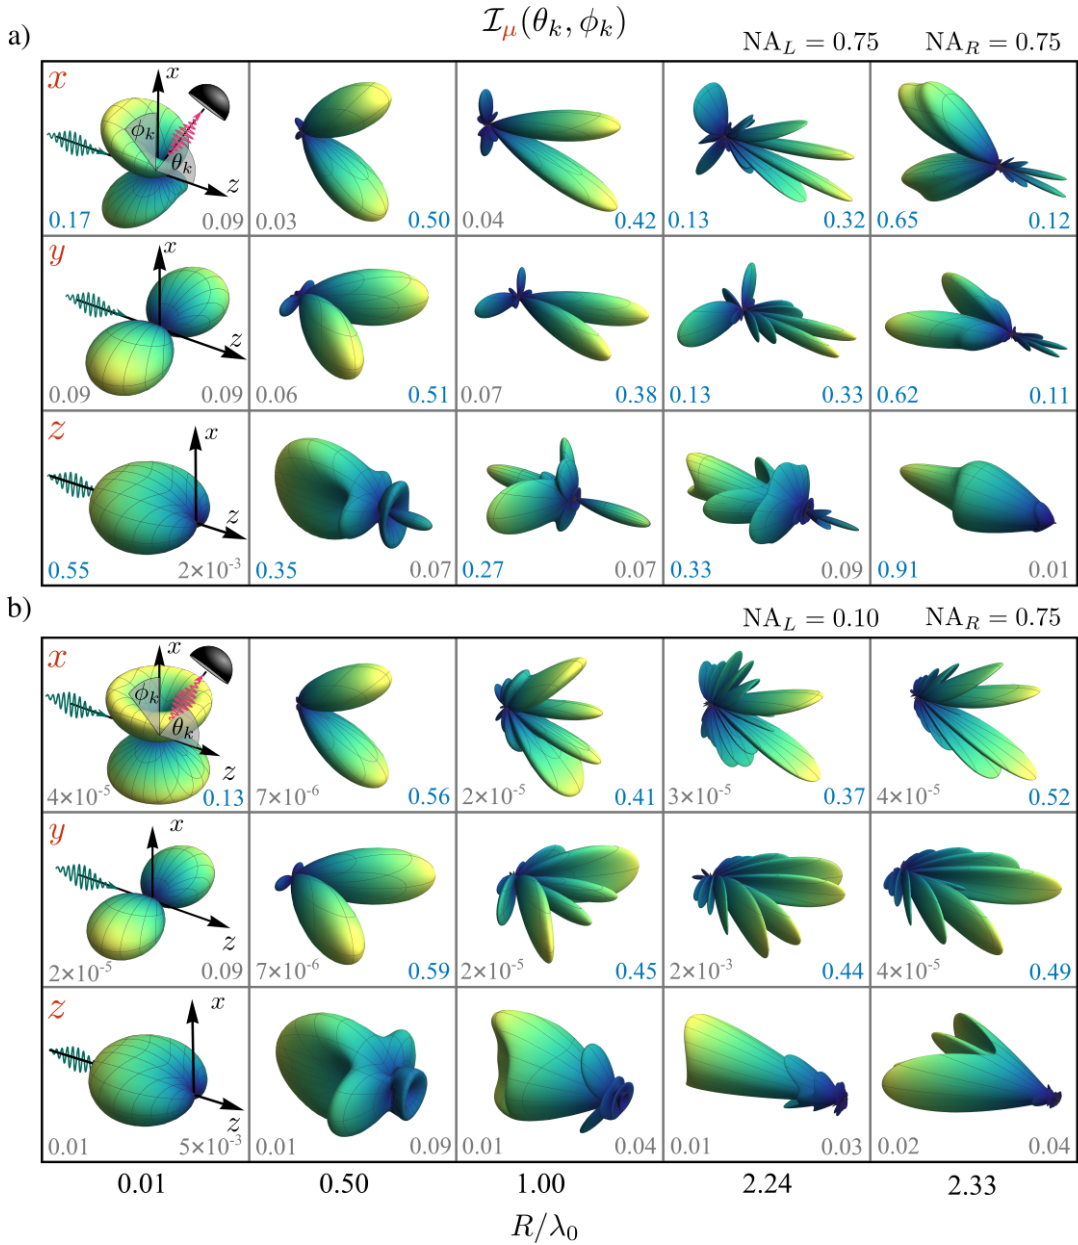 𝓘_μ(θ_k, ϕ_k)
a)
NA_L = 0.75 NA_R = 0.75
x
x
ϕ_k
θ_k
z
0.17 0.09
0.03 0.50
0.04 0.42
0.13 0.32
0.65 0.12
y
x
z
0.09 0.09
0.06 0.51
0.07 0.38
0.13 0.33
0.62 0.11
z
x
z
0.55 2×10⁻³
0.35 0.07
0.27 0.07
0.33 0.09
0.91 0.01
b)
NA_L = 0.10 NA_R = 0.75
x
x
ϕ_k
θ_k
z
4×10⁻⁵ 0.13
7×10⁻⁶ 0.56
2×10⁻⁵ 0.41
3×10⁻⁵ 0.37
4×10⁻⁵ 0.52
y
x
z
2×10⁻⁵ 0.09
7×10⁻⁶ 0.59
2×10⁻⁵ 0.45
2×10⁻³ 0.44
4×10⁻⁵ 0.49
z
x
z
0.01 5×10⁻³
0.01 0.09
0.01 0.04
0.01 0.03
0.02 0.04
0.01 0.50 1.00 2.24 2.33
R/λ₀